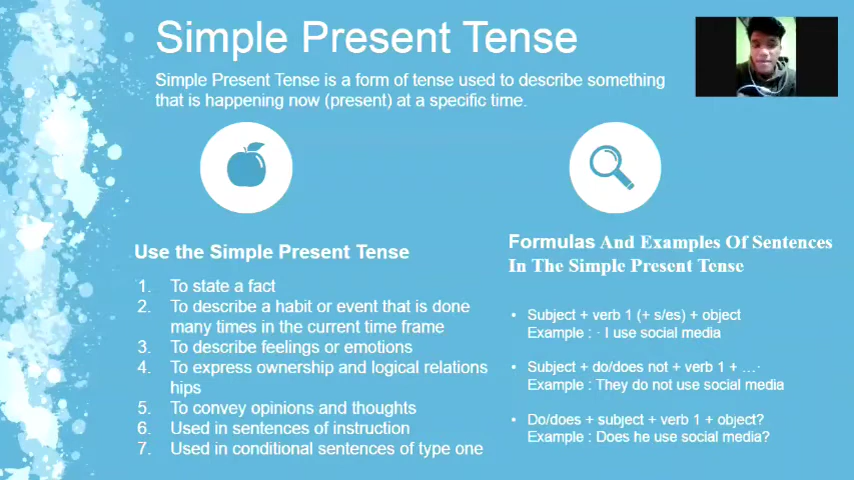 Simple Present Tense
Simple Present Tense is a form of tense used to describe something
that is happening now (present) at a specific time.
Use the Simple Present Tense
1. To state a fact
2. To describe a habit or event that is done
many times in the current time frame
3. To describe feelings or emotions
4. To express ownership and logical relations
hips
5. To convey opinions and thoughts
6. Used in sentences of instruction
7. Used in conditional sentences of type one
Formulas And Examples Of Sentences
In The Simple Present Tense
• Subject + verb 1 (+ s/es) + object
Example : · I use social media
• Subject + do/does not + verb 1 + …·
Example : They do not use social media
• Do/does + subject + verb 1 + object?
Example : Does he use social media?